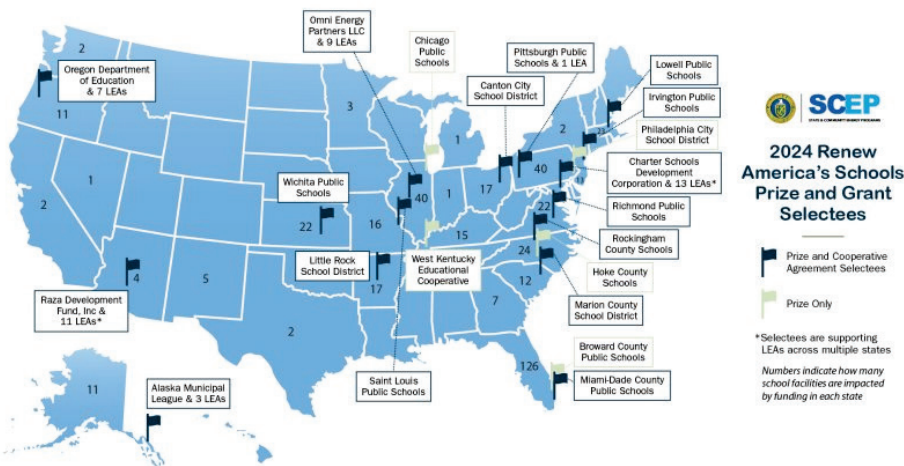 Omni Energy
Partners LLC
& 9 LEAs
Chicago
Public
Schools
Pittsburgh Public
Schools & 1 LEA
Canton City
School District
Lowell Public
Schools
Irvington Public
Schools
Philadelphia City
School District
Charter Schools
Development
Corporation & 13 LEAs*
Richmond Public
Schools
Rockingham
County Schools
Hoke County
Schools
Marion County
School District
Broward County
Public Schools
Miami-Dade County
Public Schools
Oregon Department
of Education
& 7 LEAs
Wichita Public
Schools
Little Rock
School District
West Kentucky
Educational
Cooperative
Saint Louis
Public Schools
Raza Development
Fund, Inc &
11 LEAs*
Alaska Municipal
League & 3 LEAs
2
11
1
2
4
5
3
22
2
16
17
40
1
1
17
15
40
2
22
24
12
7
126
11
11
SCEP
STATE & COMMUNITY ENERGY PROGRAMS
2024 Renew
America's Schools
Prize and Grant
Selectees
Prize and Cooperative
Agreement Selectees
Prize Only
*Selectees are supporting
LEAs across multiple states
Numbers indicate how many
school facilities are impacted
by funding in each state